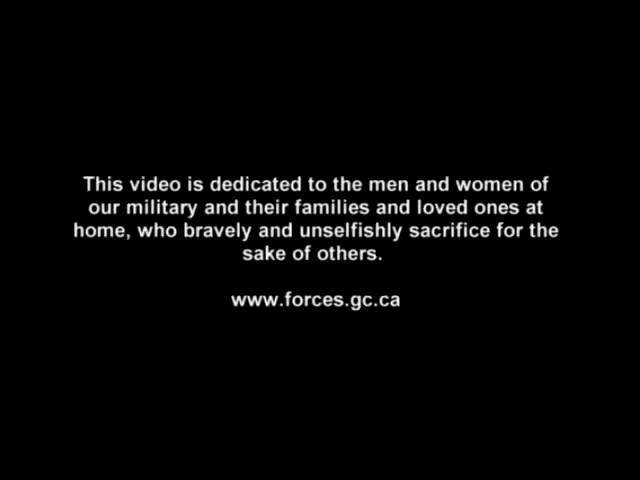 This video is dedicated to the men and women of
our military and their families and loved ones at
home, who bravely and unselfishly sacrifice for the
sake of others.
www.forces.gc.ca